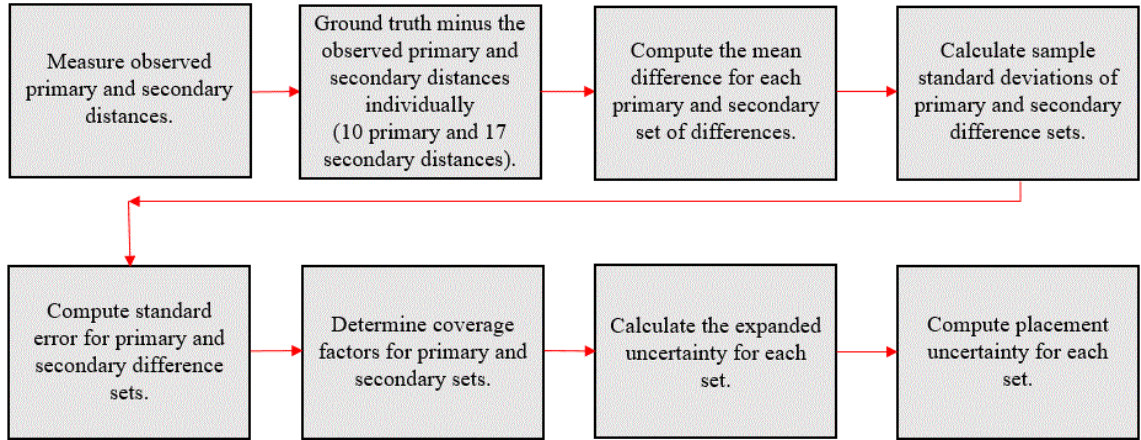 Measure observed
primary and secondary
distances.
Ground truth minus the
observed primary and
secondary distances
individually
(10 primary and 17
secondary distances).
Compute the mean
difference for each
primary and secondary
set of differences.
Calculate sample
standard deviations of
primary and secondary
difference sets.
Compute standard
error for primary and
secondary difference
sets.
Determine coverage
factors for primary and
secondary sets.
Calculate the expanded
uncertainty for each
set.
Compute placement
uncertainty for each
set.